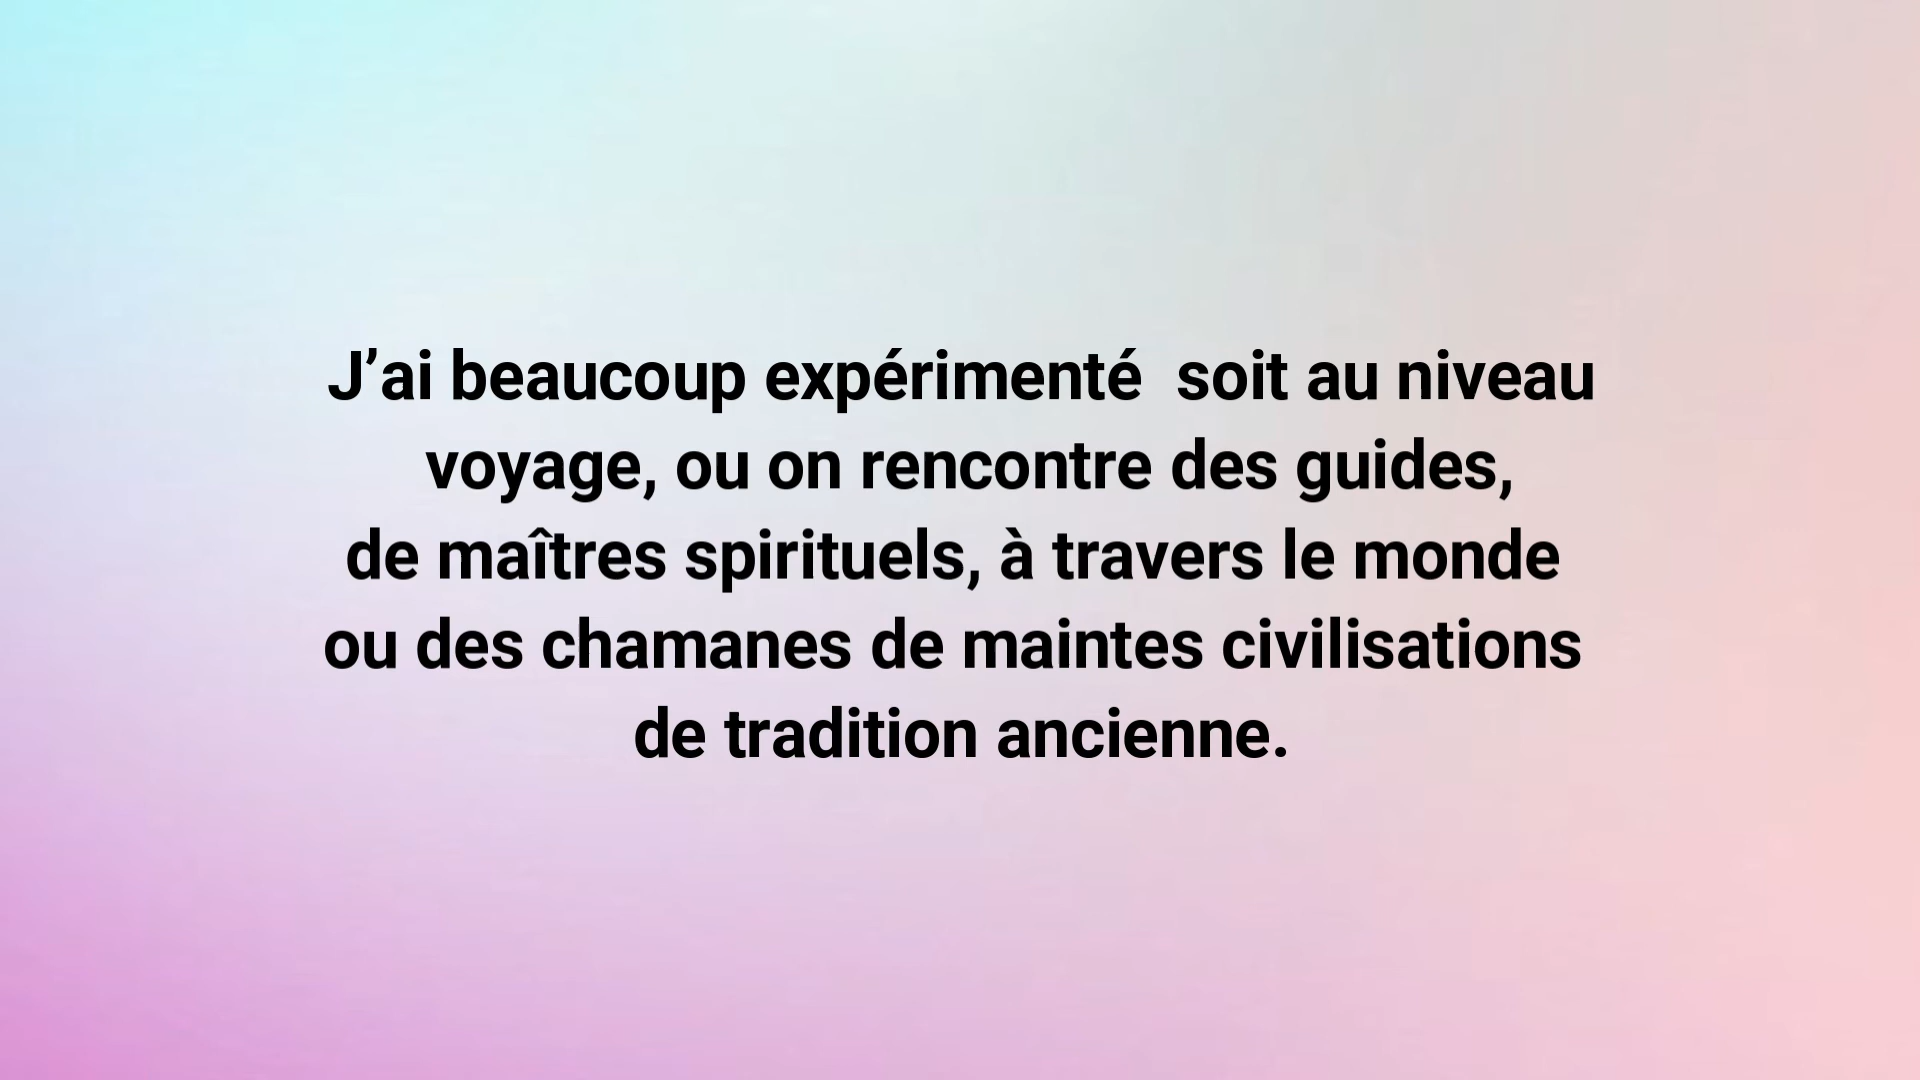 J’ai beaucoup expérimenté  soit au niveau
voyage, ou on rencontre des guides,
de maîtres spirituels, à travers le monde
ou des chamanes de maintes civilisations
de tradition ancienne.